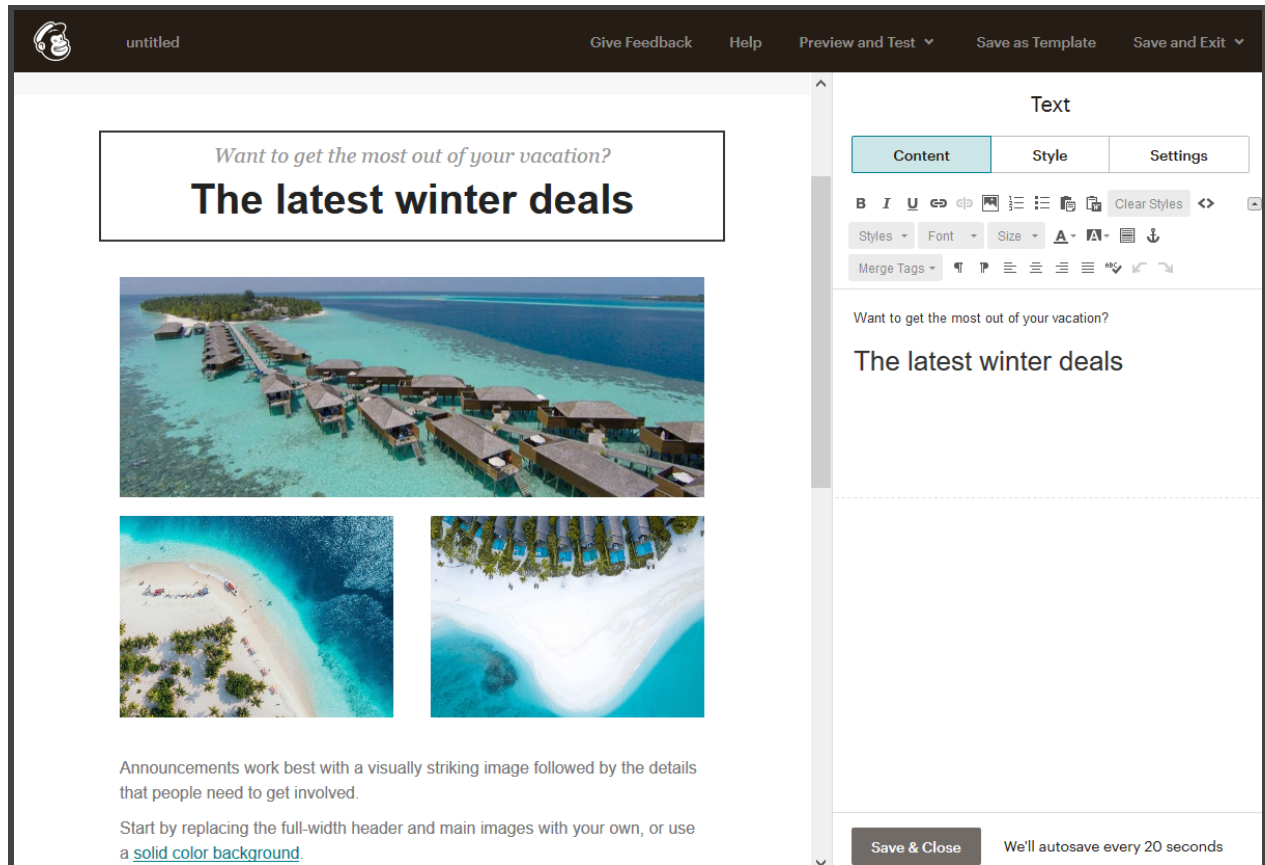 untitled Give Feedback Help Preview and Test Save as Template Save and Exit
Want to get the most out of your vacation?
The latest winter deals
Announcements work best with a visually striking image followed by the details
that people need to get involved.
Start by replacing the full-width header and main images with your own, or use
a solid color background.
Text
Content Style Settings
B I U Clear Styles <>
Styles Font Size A A
Merge Tags ¶ ABC
Want to get the most out of your vacation?
The latest winter deals
Save & Close We'll autosave every 20 seconds